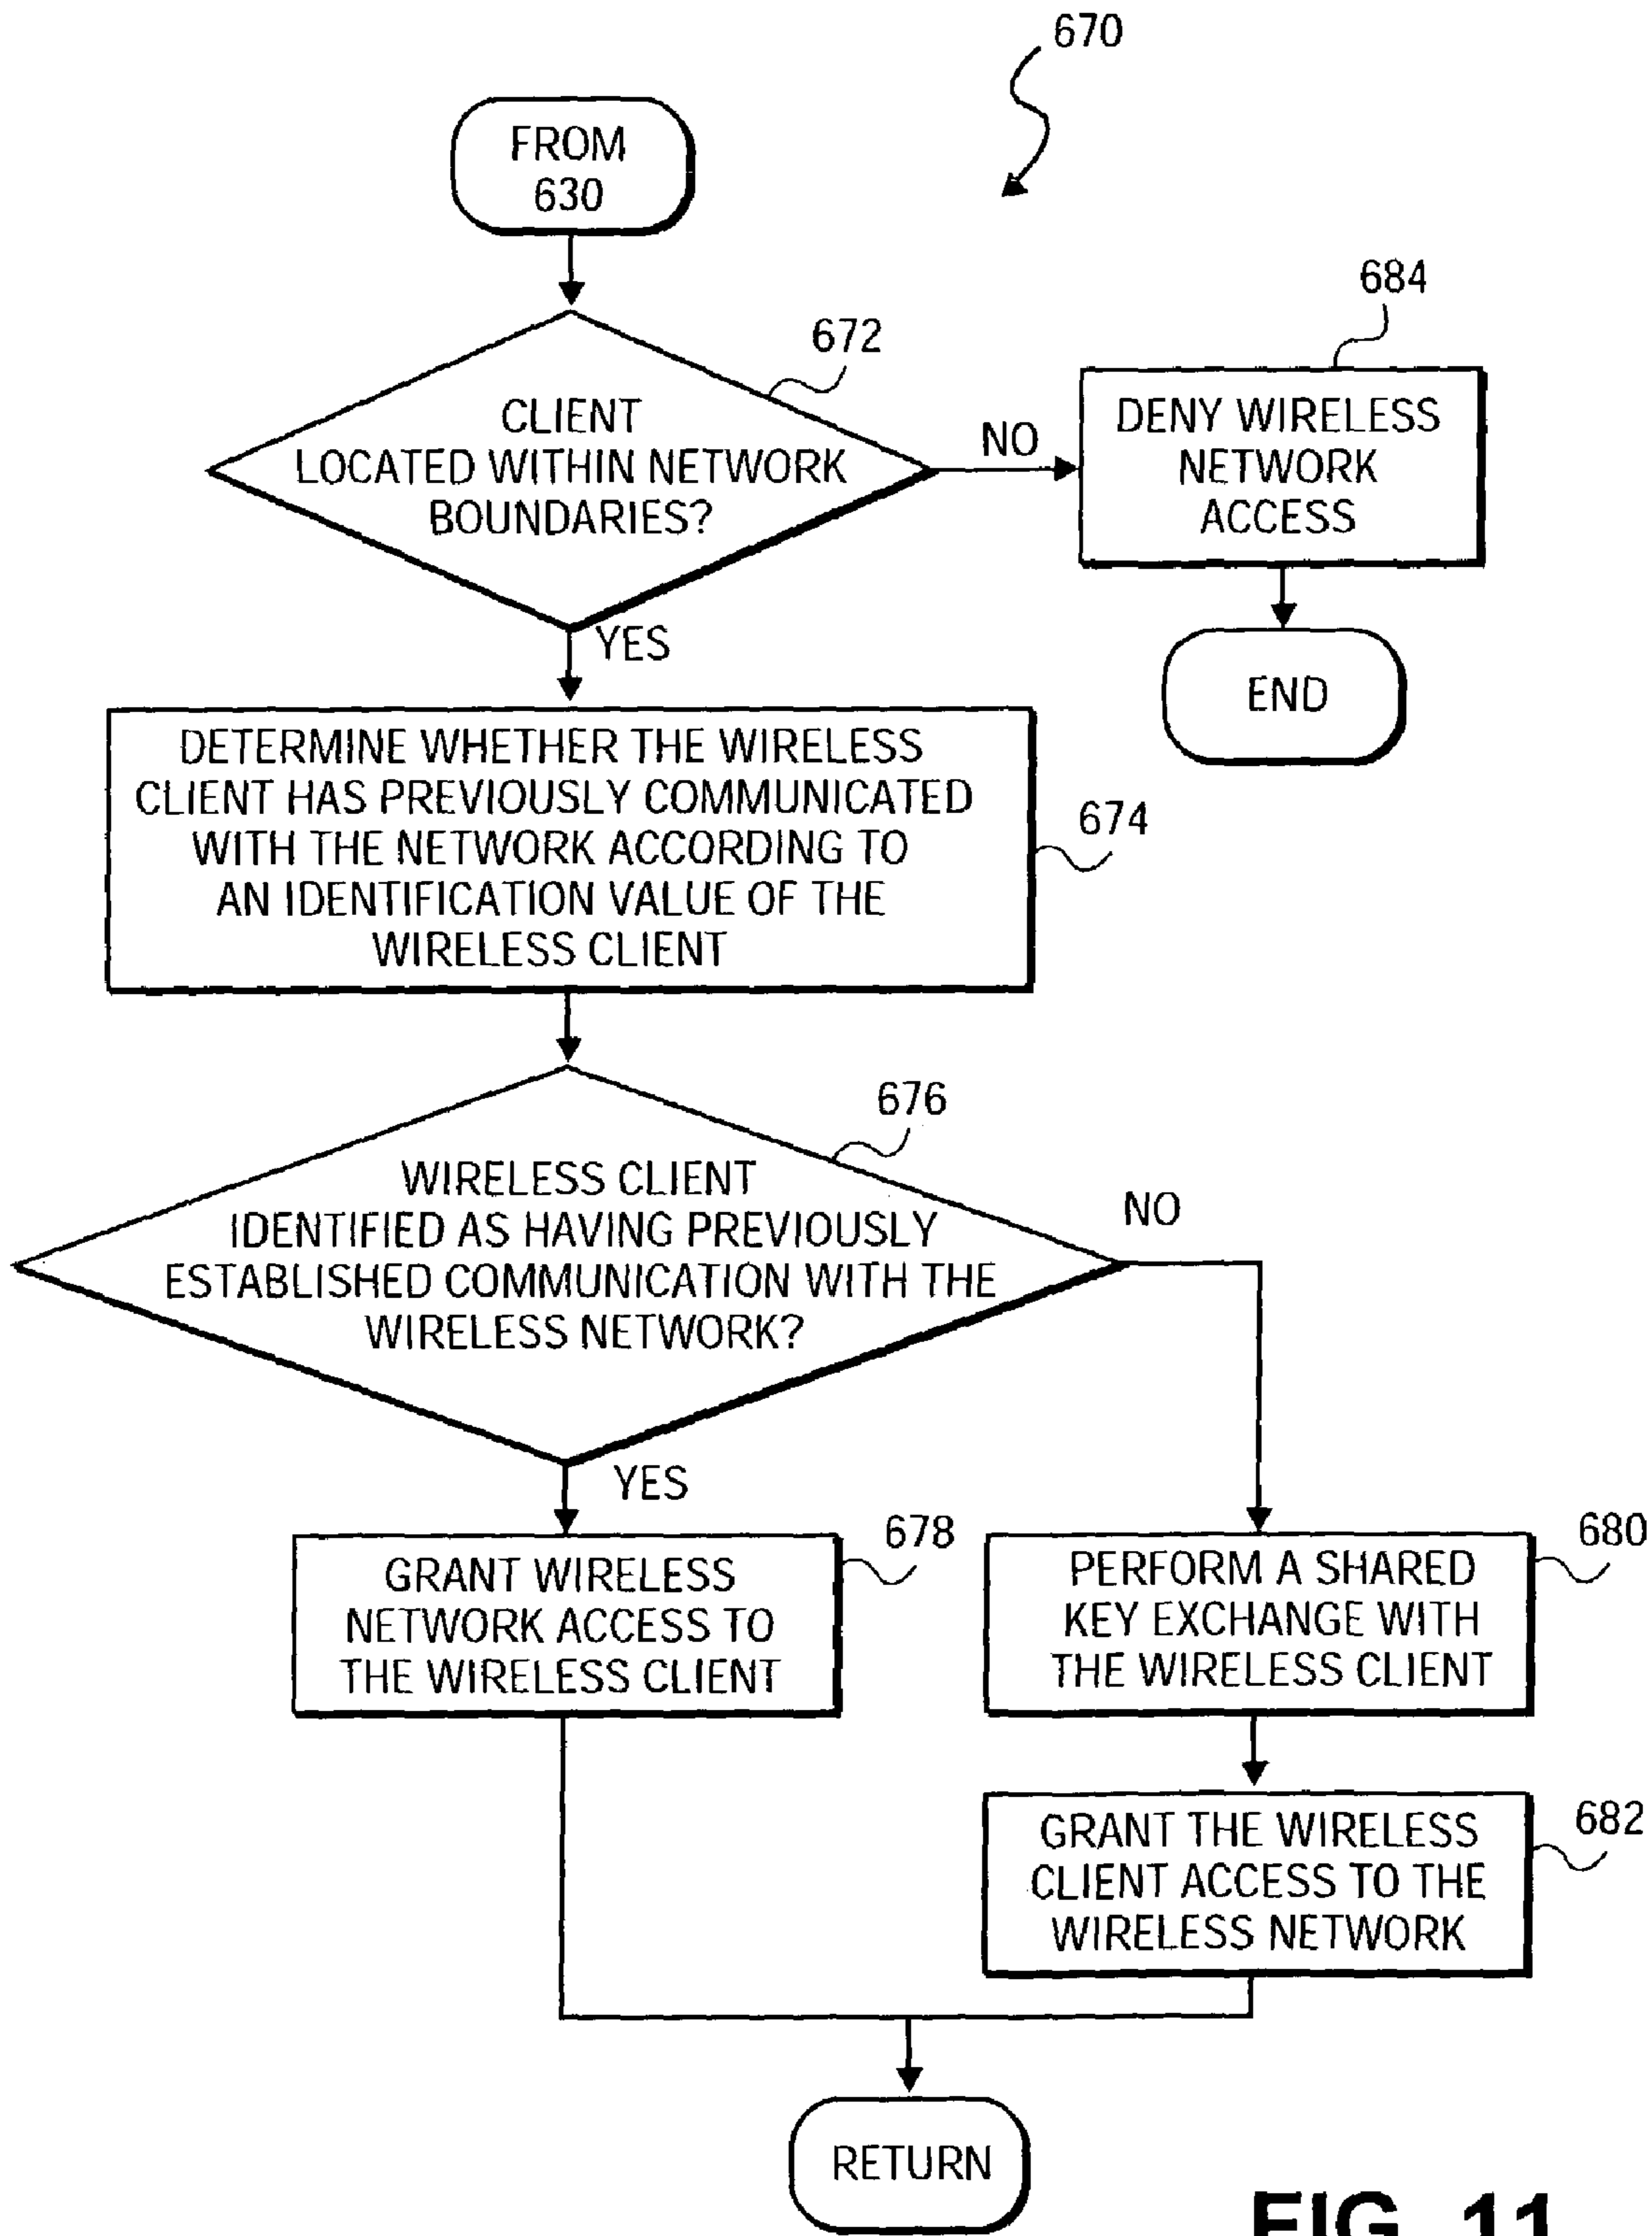 670
FROM
630
684
672
CLIENT
LOCATED WITHIN NETWORK
BOUNDARIES?
NO
DENY WIRELESS
NETWORK
ACCESS
YES
END
DETERMINE WHETHER THE WIRELESS
CLIENT HAS PREVIOUSLY COMMUNICATED
WITH THE NETWORK ACCORDING TO
AN IDENTIFICATION VALUE OF THE
WIRELESS CLIENT
674
676
WIRELESS CLIENT
IDENTIFIED AS HAVING PREVIOUSLY
ESTABLISHED COMMUNICATION WITH THE
WIRELESS NETWORK?
NO
YES
678
GRANT WIRELESS
NETWORK ACCESS TO
THE WIRELESS CLIENT
680
PERFORM A SHARED
KEY EXCHANGE WITH
THE WIRELESS CLIENT
682
GRANT THE WIRELESS
CLIENT ACCESS TO THE
WIRELESS NETWORK
RETURN
FIG. 11